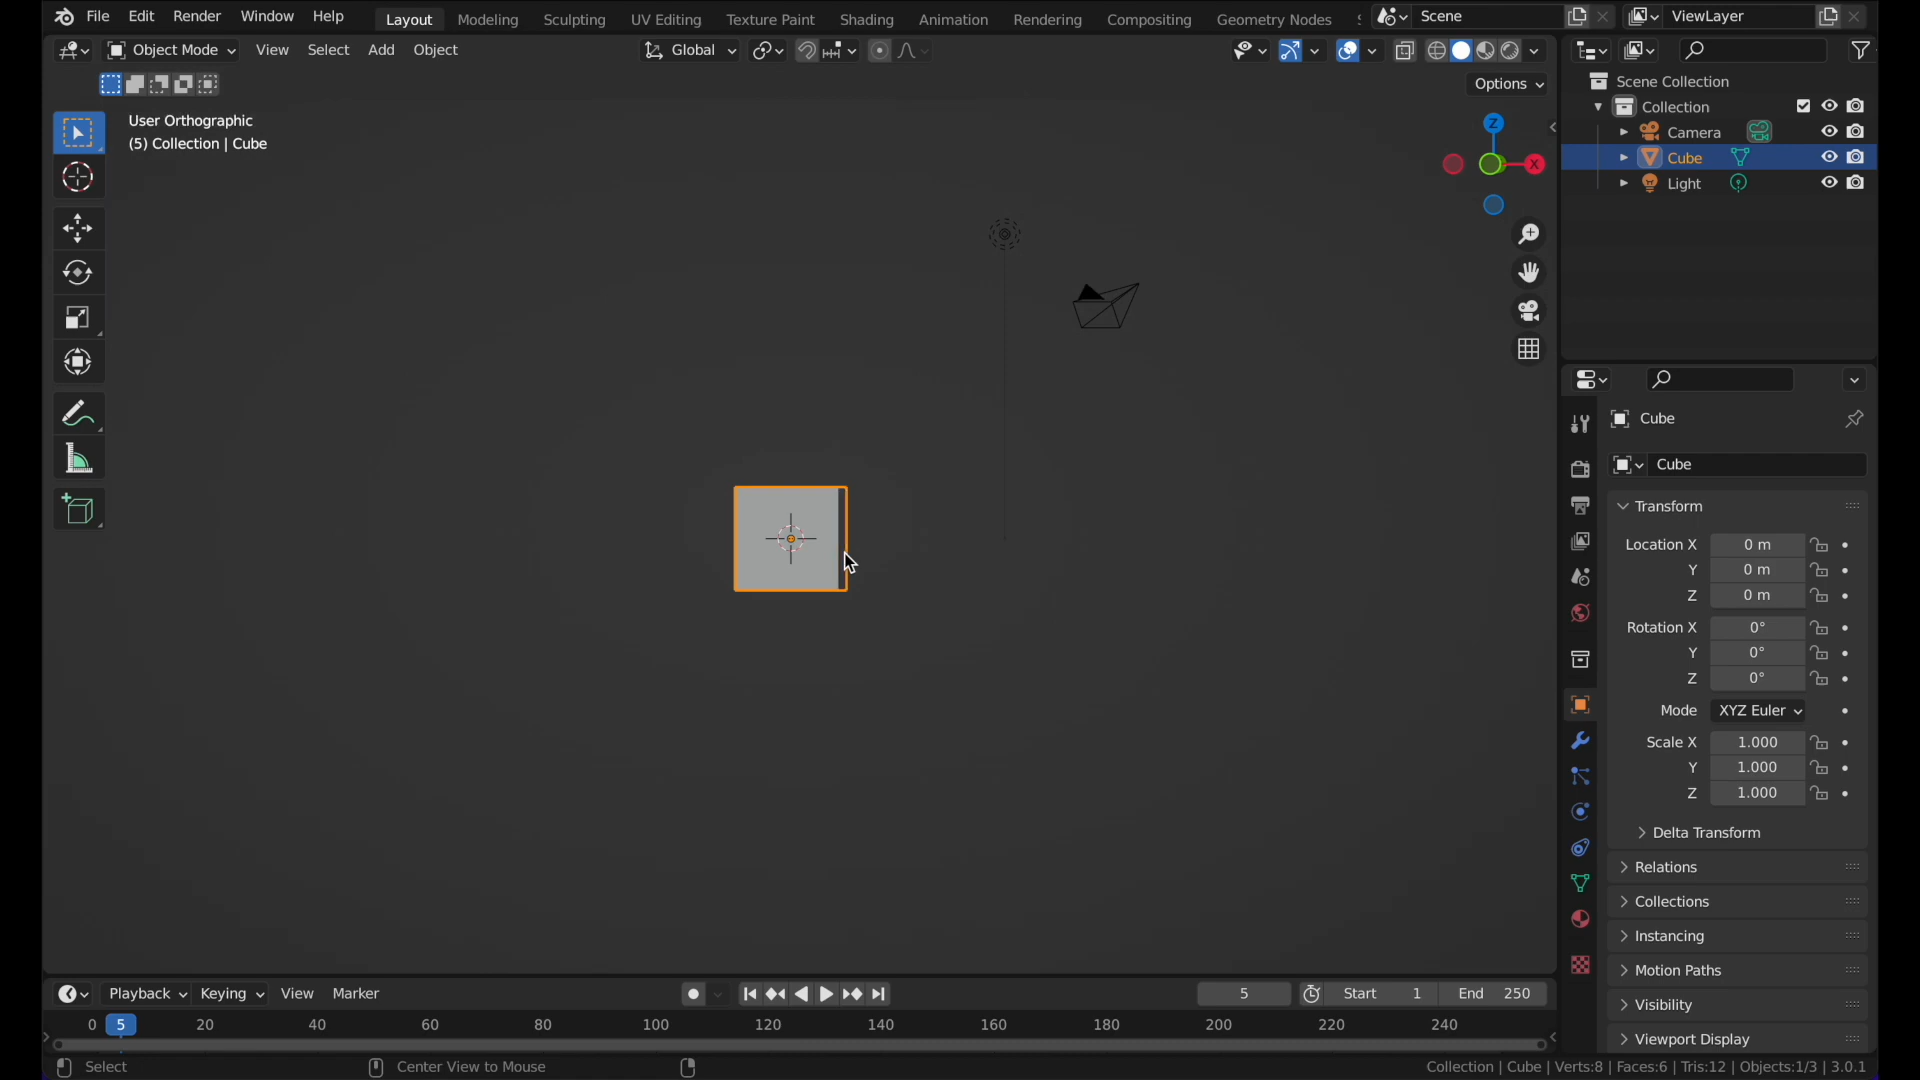 File Edit Render Window Help Layout Modeling Sculpting UV Editing Texture Paint Shading Animation Rendering Compositing Geometry Nodes Scene ViewLayer
Object Mode View Select Add Object Global
Options
User Orthographic
(5) Collection | Cube
Z
X
Scene Collection
Collection
Camera
Cube
Light
Cube
Cube
Transform
Location X 0 m
Y 0 m
Z 0 m
Rotation X 0°
Y 0°
Z 0°
Mode XYZ Euler
Scale X 1.000
Y 1.000
Z 1.000
Delta Transform
Relations
Collections
Instancing
Motion Paths
Visibility
Viewport Display
Playback Keying View Marker 5 Start 1 End 250
0 5 20 40 60 80 100 120 140 160 180 200 220 240
Select Center View to Mouse Collection | Cube | Verts:8 | Faces:6 | Tris:12 | Objects:1/3 | 3.0.1